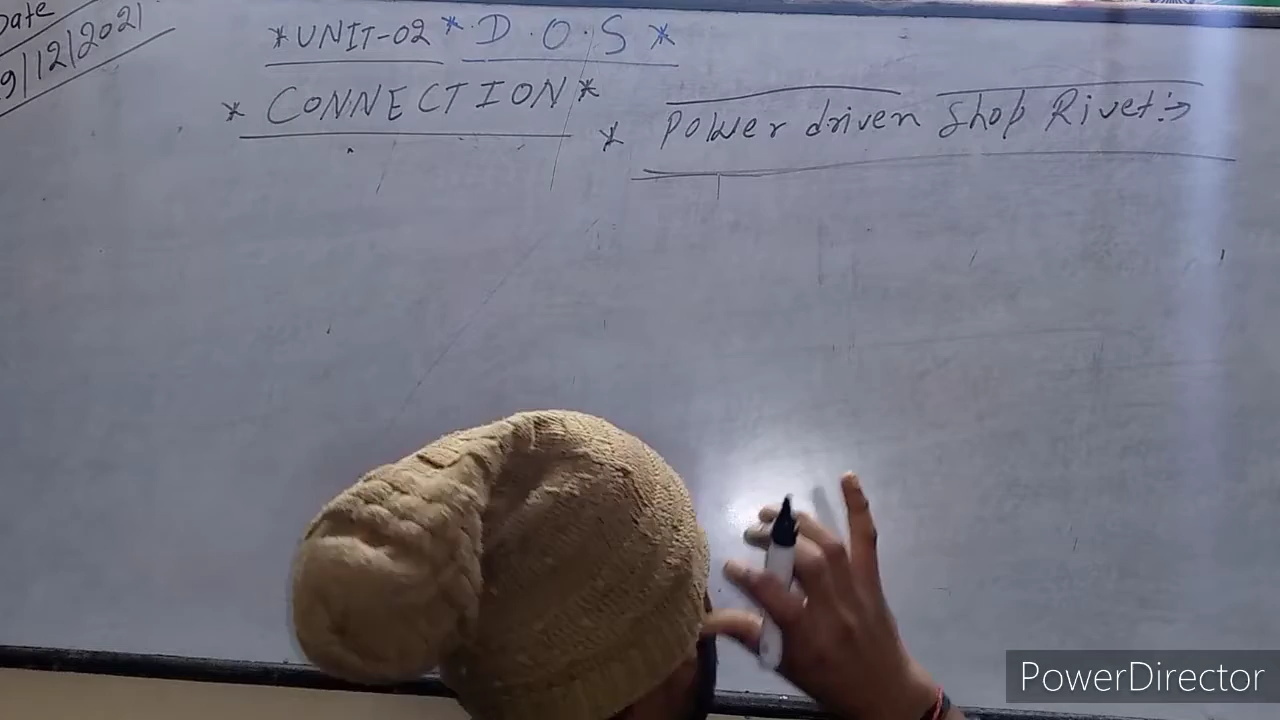 Date
9/12/2021
*UNIT-02 * D.O.S *
* CONNECTION *
* Power driven Shop Rivet:->
PowerDirector